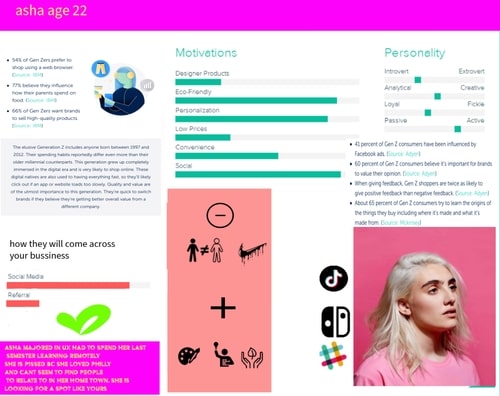 asha age 22
94% of Gen Zers prefer to
shop using a web browser.
(Source: IBM)
77% believe they influence
how their parents spend on
food. (Source: IBM)
66% of Gen Zers want brands
to sell high-quality products.
(Source: IBM)
The elusive Generation Z includes anyone born between 1997 and
2012. Their spending habits reportedly differ even more than their
older millennial counterparts. This generation grew up completely
immersed in the digital era and is very likely to shop online. These
digital natives are also used to having everything fast, so they'll likely
click out if an app or website loads too slowly. Quality and value are
of the utmost importance to this generation. They're quick to switch
brands if they believe they're getting better overall value from a
different company.
how they will come across
your bussiness
Social Media
Referral
ASHA MAJORED IN UX HAD TO SPEND HER LAST
SEMESTER LEARNING REMOTELY
SHE IS PISSED BC SHE LOVED PHILLY
AND CANT SEEM TO FIND PEOPLE
TO RELATE TO IN HER HOME TOWN. SHE IS
LOOKING FOR A SPOT LIKE YOURS
Motivations
Designer Products
Eco-Friendly
Personalization
Low Prices
Convenience
Social
Personality
Introvert Extrovert
Analytical Creative
Loyal Fickle
Passive Active
41 percent of Gen Z consumers have been influenced by
Facebook ads. (Source: Adyen)
60 percent of Gen Z consumers believe it's important for brands
to value their opinion. (Source: Adyen)
When giving feedback, Gen Z shoppers are twice as likely to
give positive feedback than negative feedback. (Source: Adyen)
About 65 percent of Gen Z consumers try to learn the origins of
the things they buy including where it's made and what it's
made from. (Source: Mckinsey)